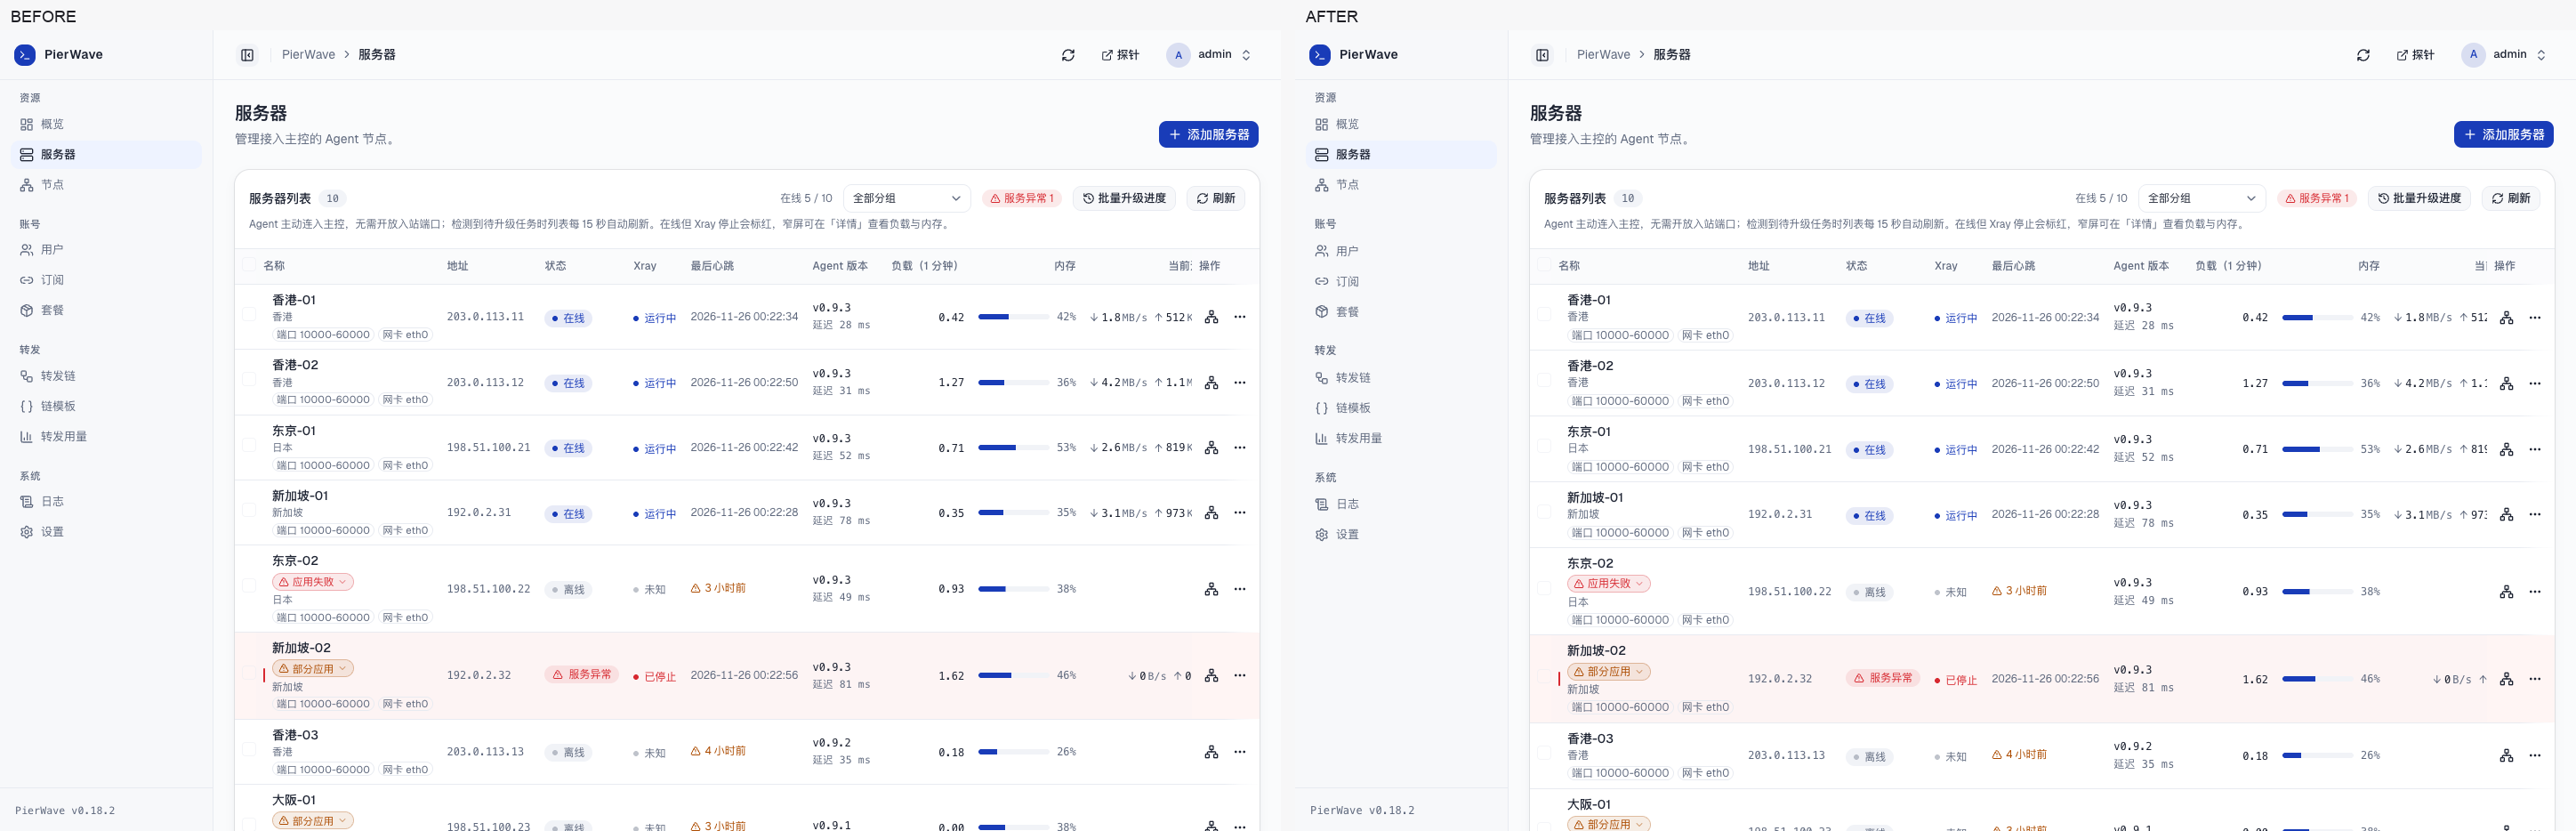 BEFORE
PierWave
PierWave > 服务器
探针
A admin
资源
概览
服务器
节点
账号
用户
订阅
套餐
转发
转发链
链模板
转发用量
系统
日志
设置
PierWave v0.18.2
服务器
管理接入主控的 Agent 节点。
+ 添加服务器
服务器列表 10
在线 5 / 10 全部分组 服务异常 1 批量升级进度 刷新
Agent 主动连入主控，无需开放入站端口；检测到待升级任务时列表每 15 秒自动刷新。在线但 Xray 停止会标红，窄屏可在「详情」查看负载与内存。
名称 地址 状态 Xray 最后心跳 Agent 版本 负载（1 分钟） 内存 当前 操作
香港-01
香港
端口 10000-60000 网卡 eth0
203.0.113.11 在线 运行中 2026-11-26 00:22:34
v0.9.3
延迟 28 ms
0.42 42% ↓1.8MB/s ↑512K
香港-02
香港
端口 10000-60000 网卡 eth0
203.0.113.12 在线 运行中 2026-11-26 00:22:50
v0.9.3
延迟 31 ms
1.27 36% ↓4.2MB/s ↑1.1M
东京-01
日本
端口 10000-60000 网卡 eth0
198.51.100.21 在线 运行中 2026-11-26 00:22:42
v0.9.3
延迟 52 ms
0.71 53% ↓2.6MB/s ↑819K
新加坡-01
新加坡
端口 10000-60000 网卡 eth0
192.0.2.31 在线 运行中 2026-11-26 00:22:28
v0.9.3
延迟 78 ms
0.35 35% ↓3.1MB/s ↑973K
东京-02
应用失败
日本
端口 10000-60000 网卡 eth0
198.51.100.22 离线 未知 3 小时前
v0.9.3
延迟 49 ms
0.93 38%
新加坡-02
部分应用
新加坡
端口 10000-60000 网卡 eth0
192.0.2.32 服务异常 已停止 2026-11-26 00:22:56
v0.9.3
延迟 81 ms
1.62 46% ↓0B/s ↑0
香港-03
香港
端口 10000-60000 网卡 eth0
203.0.113.13 离线 未知 4 小时前
v0.9.2
延迟 35 ms
0.18 26%
大阪-01
部分应用
198.51.100.23 离线 未知 3 小时前
v0.9.1
0.00 38%
AFTER
PierWave
PierWave > 服务器
探针
A admin
资源
概览
服务器
节点
账号
用户
订阅
套餐
转发
转发链
链模板
转发用量
系统
日志
设置
PierWave v0.18.2
服务器
管理接入主控的 Agent 节点。
+ 添加服务器
服务器列表 10
在线 5 / 10 全部分组 服务异常 1 批量升级进度 刷新
Agent 主动连入主控，无需开放入站端口；检测到待升级任务时列表每 15 秒自动刷新。在线但 Xray 停止会标红，窄屏可在「详情」查看负载与内存。
名称 地址 状态 Xray 最后心跳 Agent 版本 负载（1 分钟） 内存 当 操作
香港-01
香港
端口 10000-60000 网卡 eth0
203.0.113.11 在线 运行中 2026-11-26 00:22:34
v0.9.3
延迟 28 ms
0.42 42% ↓1.8MB/s ↑512
香港-02
香港
端口 10000-60000 网卡 eth0
203.0.113.12 在线 运行中 2026-11-26 00:22:50
v0.9.3
延迟 31 ms
1.27 36% ↓4.2MB/s ↑1.1
东京-01
日本
端口 10000-60000 网卡 eth0
198.51.100.21 在线 运行中 2026-11-26 00:22:42
v0.9.3
延迟 52 ms
0.71 53% ↓2.6MB/s ↑819
新加坡-01
新加坡
端口 10000-60000 网卡 eth0
192.0.2.31 在线 运行中 2026-11-26 00:22:28
v0.9.3
延迟 78 ms
0.35 35% ↓3.1MB/s ↑973
东京-02
应用失败
日本
端口 10000-60000 网卡 eth0
198.51.100.22 离线 未知 3 小时前
v0.9.3
延迟 49 ms
0.93 38%
新加坡-02
部分应用
新加坡
端口 10000-60000 网卡 eth0
192.0.2.32 服务异常 已停止 2026-11-26 00:22:56
v0.9.3
延迟 81 ms
1.62 46% ↓0B/s ↑
香港-03
香港
端口 10000-60000 网卡 eth0
203.0.113.13 离线 未知 4 小时前
v0.9.2
延迟 35 ms
0.18 26%
大阪-01
部分应用